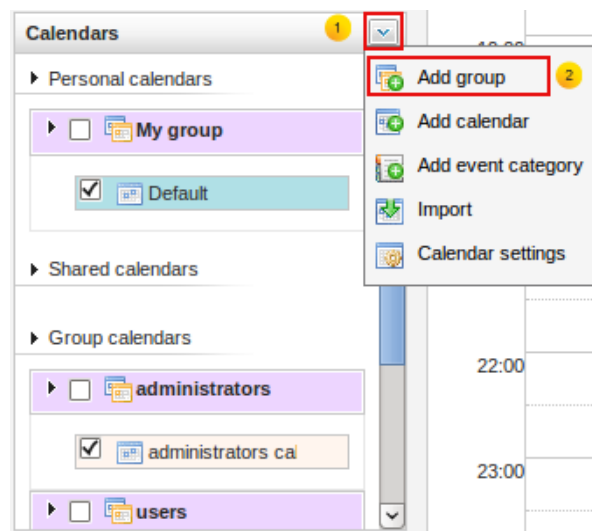 Calendars
1
Personal calendars
My group
Default
Shared calendars
Group calendars
administrators
administrators cal
users
Add group
2
Add calendar
Add event category
Import
Calendar settings
22:00
23:00